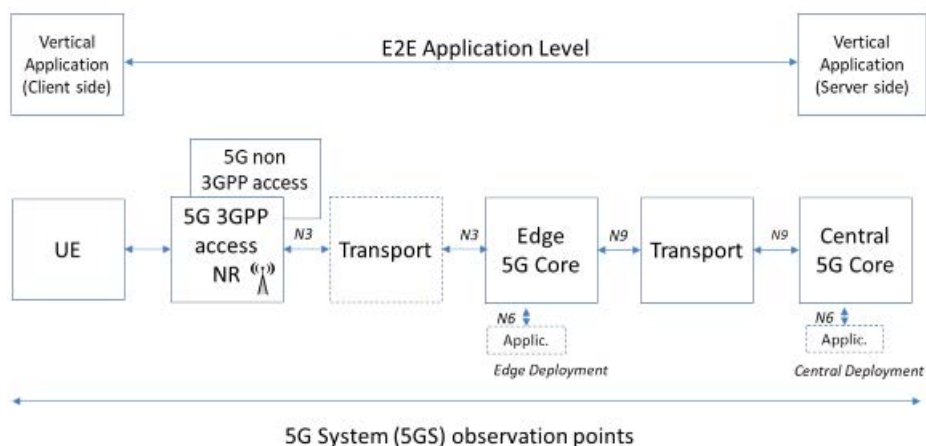 Vertical
Application
(Client side)
E2E Application Level
Vertical
Application
(Server side)
5G non
3GPP access
UE
5G 3GPP
access
NR
N3
Transport
N3
Edge
5G Core
N9
Transport
N9
Central
5G Core
N6
Applic.
Edge Deployment
N6
Applic.
Central Deployment
5G System (5GS) observation points